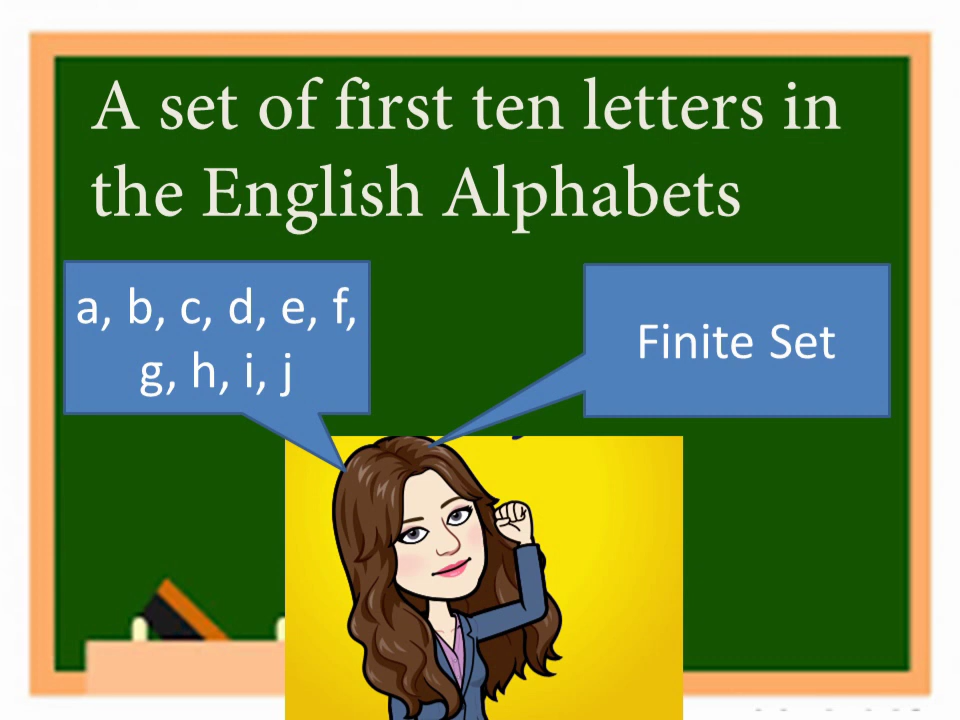 A set of first ten letters in
the English Alphabets
a, b, c, d, e, f,
g, h, i, j
Finite Set